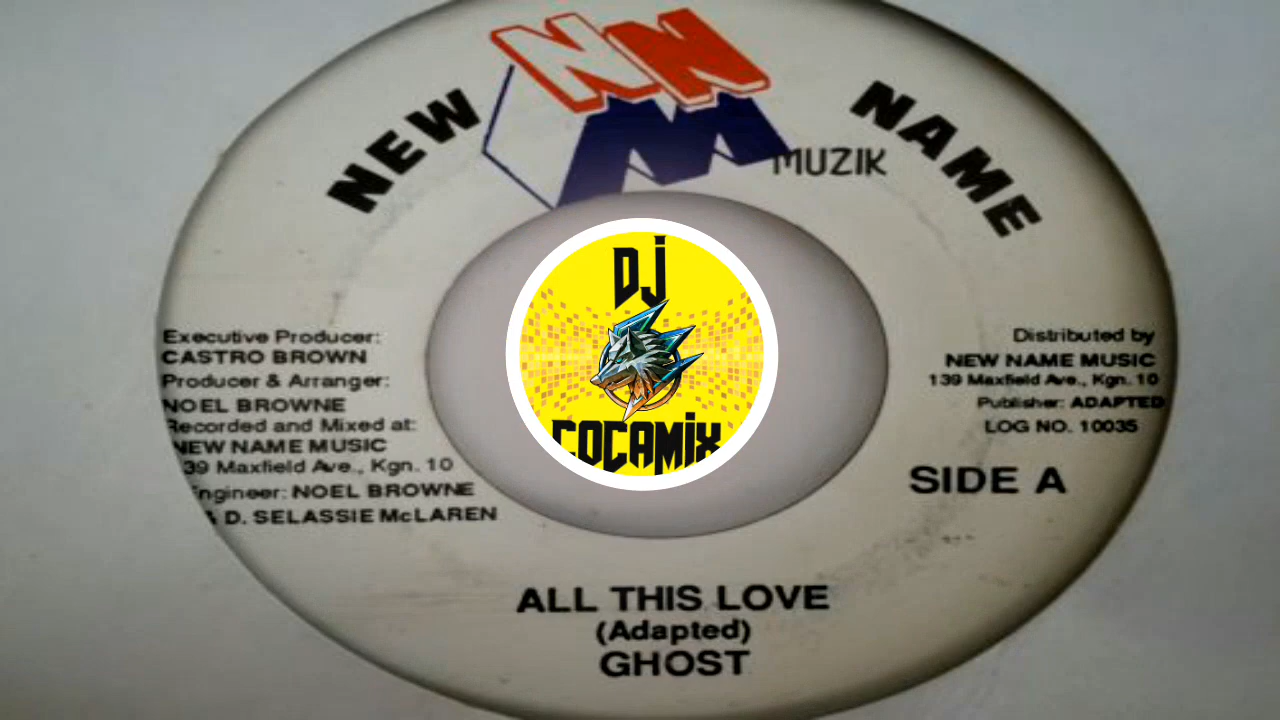 NEW
NNM
MUZIK
NAME
DJ
COCAMIX
Executive Producer:
CASTRO BROWN
Producer & Arranger:
NOEL BROWNE
Recorded and Mixed at:
NEW NAME MUSIC
139 Maxfield Ave., Kgn. 10
Engineer: NOEL BROWNE
& D. SELASSIE McLAREN
Distributed by
NEW NAME MUSIC
139 Maxfield Ave., Kgn. 10
Publisher: ADAPTED
LOG NO. 10035
SIDE A
ALL THIS LOVE
(Adapted)
GHOST